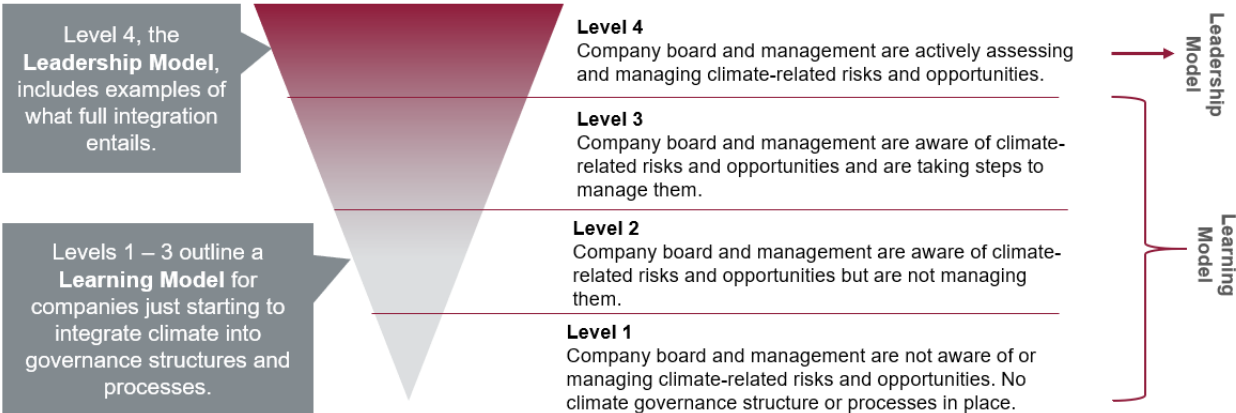 Level 4, the
Leadership Model,
includes examples of
what full integration
entails.
Levels 1 – 3 outline a
Learning Model for
companies just starting to
integrate climate into
governance structures and
processes.
Level 4
Company board and management are actively assessing
and managing climate-related risks and opportunities.
Level 3
Company board and management are aware of climate-
related risks and opportunities and are taking steps to
manage them.
Level 2
Company board and management are aware of climate-
related risks and opportunities but are not managing
them.
Level 1
Company board and management are not aware of or
managing climate-related risks and opportunities. No
climate governance structure or processes in place.
Leadership
Model
Learning
Model